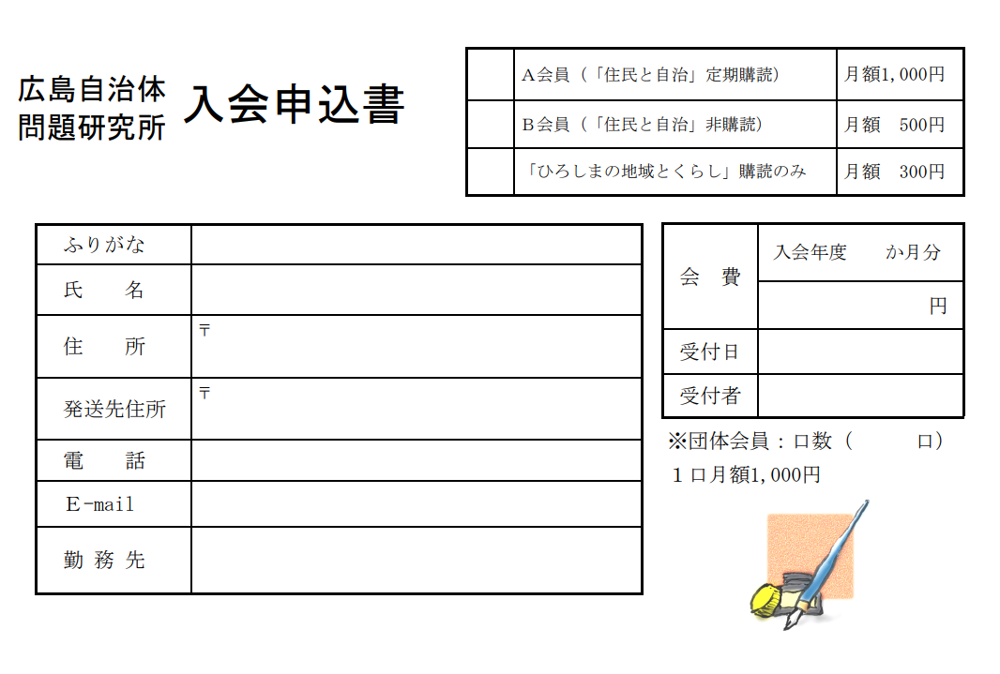 広島自治体
問題研究所
入会申込書
A会員（「住民と自治」定期購読） 月額1,000円
B会員（「住民と自治」非購読） 月額　500円
「ひろしまの地域とくらし」購読のみ 月額　300円
ふりがな
氏　　名
住　　所 〒
発送先住所 〒
電　　話
E-mail
勤 務 先
会　費 入会年度　　か月分
円
受付日
受付者
※団体会員：口数（　　　口）
１口月額1,000円